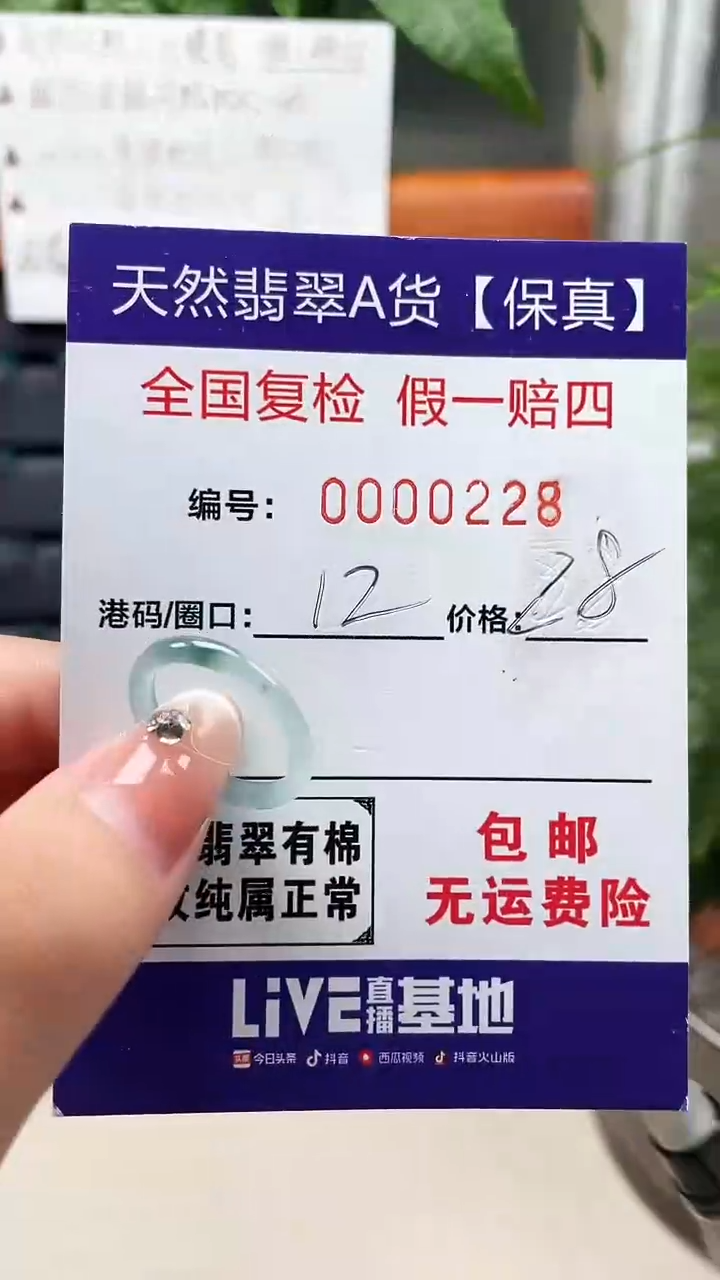 天然翡翠A货【保真】
全国复检 假一赔四
编号: 0000228
港码/圈口: 12 价格: 28
翡翠有棉
纯属正常
包邮
无运费险
LiVE直播基地
今日头条 抖音 西瓜视频 抖音火山版